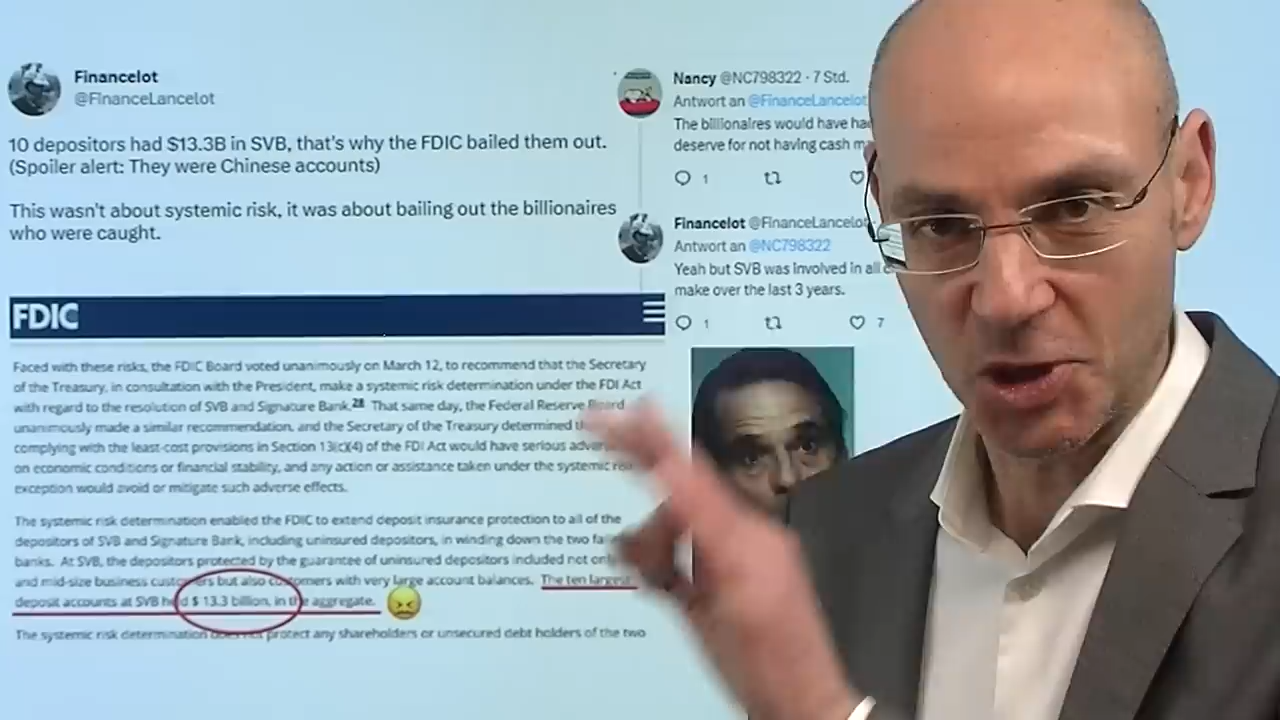 Financelot
@FinanceLancelot
10 depositors had $13.3B in SVB, that's why the FDIC bailed them out.
(Spoiler alert: They were Chinese accounts)
This wasn't about systemic risk, it was about bailing out the billionaires
who were caught.
FDIC
Faced with these risks, the FDIC Board voted unanimously on March 12, to recommend that the Secretary
of the Treasury, in consultation with the President, make a systemic risk determination under the FDI Act
with regard to the resolution of SVB and Signature Bank.28 That same day, the Federal Reserve Board
unanimously made a similar recommendation, and the Secretary of the Treasury determined
complying with the least-cost provisions in Section 13(c)(4) of the FDI Act would have serious
on economic conditions or financial stability, and any action or assistance taken under the systemic
exception would avoid or mitigate such adverse effects.
The systemic risk determination enabled the FDIC to extend deposit insurance protection to all of the
depositors of SVB and Signature Bank, including uninsured depositors, in winding down the two
banks. At SVB, the depositors protected by the guarantee of uninsured depositors included not
and mid-size business customers but also customers with very large account balances. The ten largest
deposit accounts at SVB held $ 13.3 billion, in the aggregate.
The systemic risk determination does not protect any shareholders or unsecured debt holders of the two
Nancy @NC798322 · 7 Std.
Antwort an @FinanceLancelot
The billionaires would have
deserve for not having cash
1
Financelot @FinanceLancelot
Antwort an @NC798322
Yeah but SVB was involved in all
make over the last 3 years.
1 7